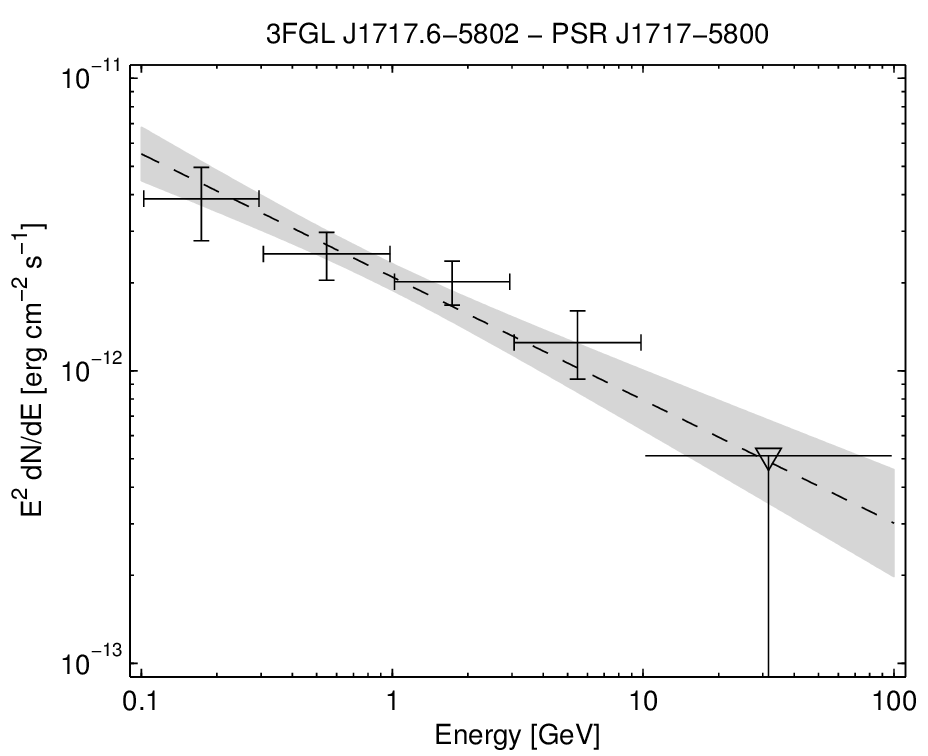 3FGL J1717.6−5802 − PSR J1717−5800
10⁻¹¹
10⁻¹²
10⁻¹³
E² dN/dE [erg cm⁻² s⁻¹]
0.1 1 10 100
Energy [GeV]